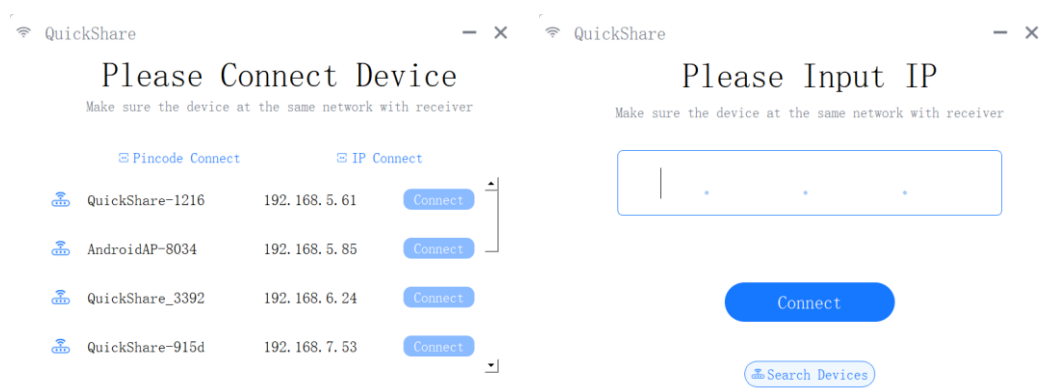 QuickShare
Please Connect Device
Make sure the device at the same network with receiver
Pincode Connect IP Connect
QuickShare-1216 192.168.5.61 Connect
AndroidAP-8034 192.168.5.85 Connect
QuickShare_3392 192.168.6.24 Connect
QuickShare-915d 192.168.7.53 Connect
QuickShare
Please Input IP
Make sure the device at the same network with receiver
. . .
Connect
Search Devices